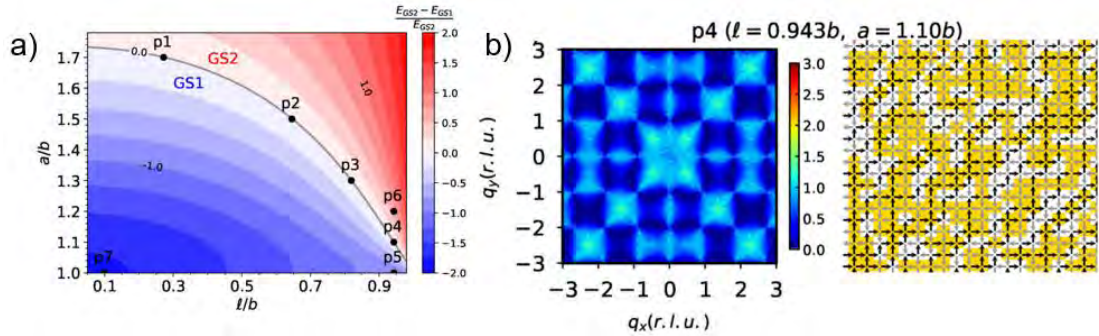 a)
E_GS2 − E_GS1
E_GS2
1.7
1.6
1.5
1.4
1.3
1.2
1.1
1.0
a/b
0.1 0.3 0.5 0.7 0.9
ℓ/b
0.0
p1
GS2
GS1
1.0
p2
−1.0
p3
p6
p4
p7
p5
2.0
1.5
1.0
0.5
0.0
−0.5
−1.0
−1.5
−2.0
b)
p4 (ℓ = 0.943b, a = 1.10b)
3
2
1
0
−1
−2
−3
q_y(r. l. u.)
−3 −2 −1 0 1 2 3
q_x(r. l. u.)
3.0
2.5
2.0
1.5
1.0
0.5
0.0